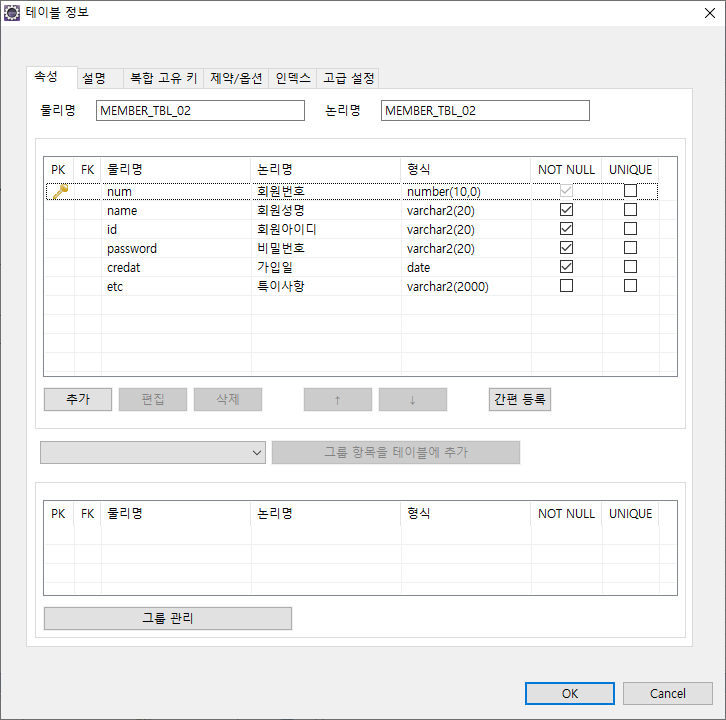 테이블 정보
속성 설명 복합 고유 키 제약/옵션 인덱스 고급 설정
물리명 MEMBER_TBL_02 논리명 MEMBER_TBL_02
PK FK 물리명 논리명 형식 NOT NULL UNIQUE
num 회원번호 number(10,0)
name 회원성명 varchar2(20)
id 회원아이디 varchar2(20)
password 비밀번호 varchar2(20)
credat 가입일 date
etc 특이사항 varchar2(2000)
추가 편집 삭제 ↑ ↓ 간편 등록
그룹 항목을 테이블에 추가
PK FK 물리명 논리명 형식 NOT NULL UNIQUE
그룹 관리
OK Cancel